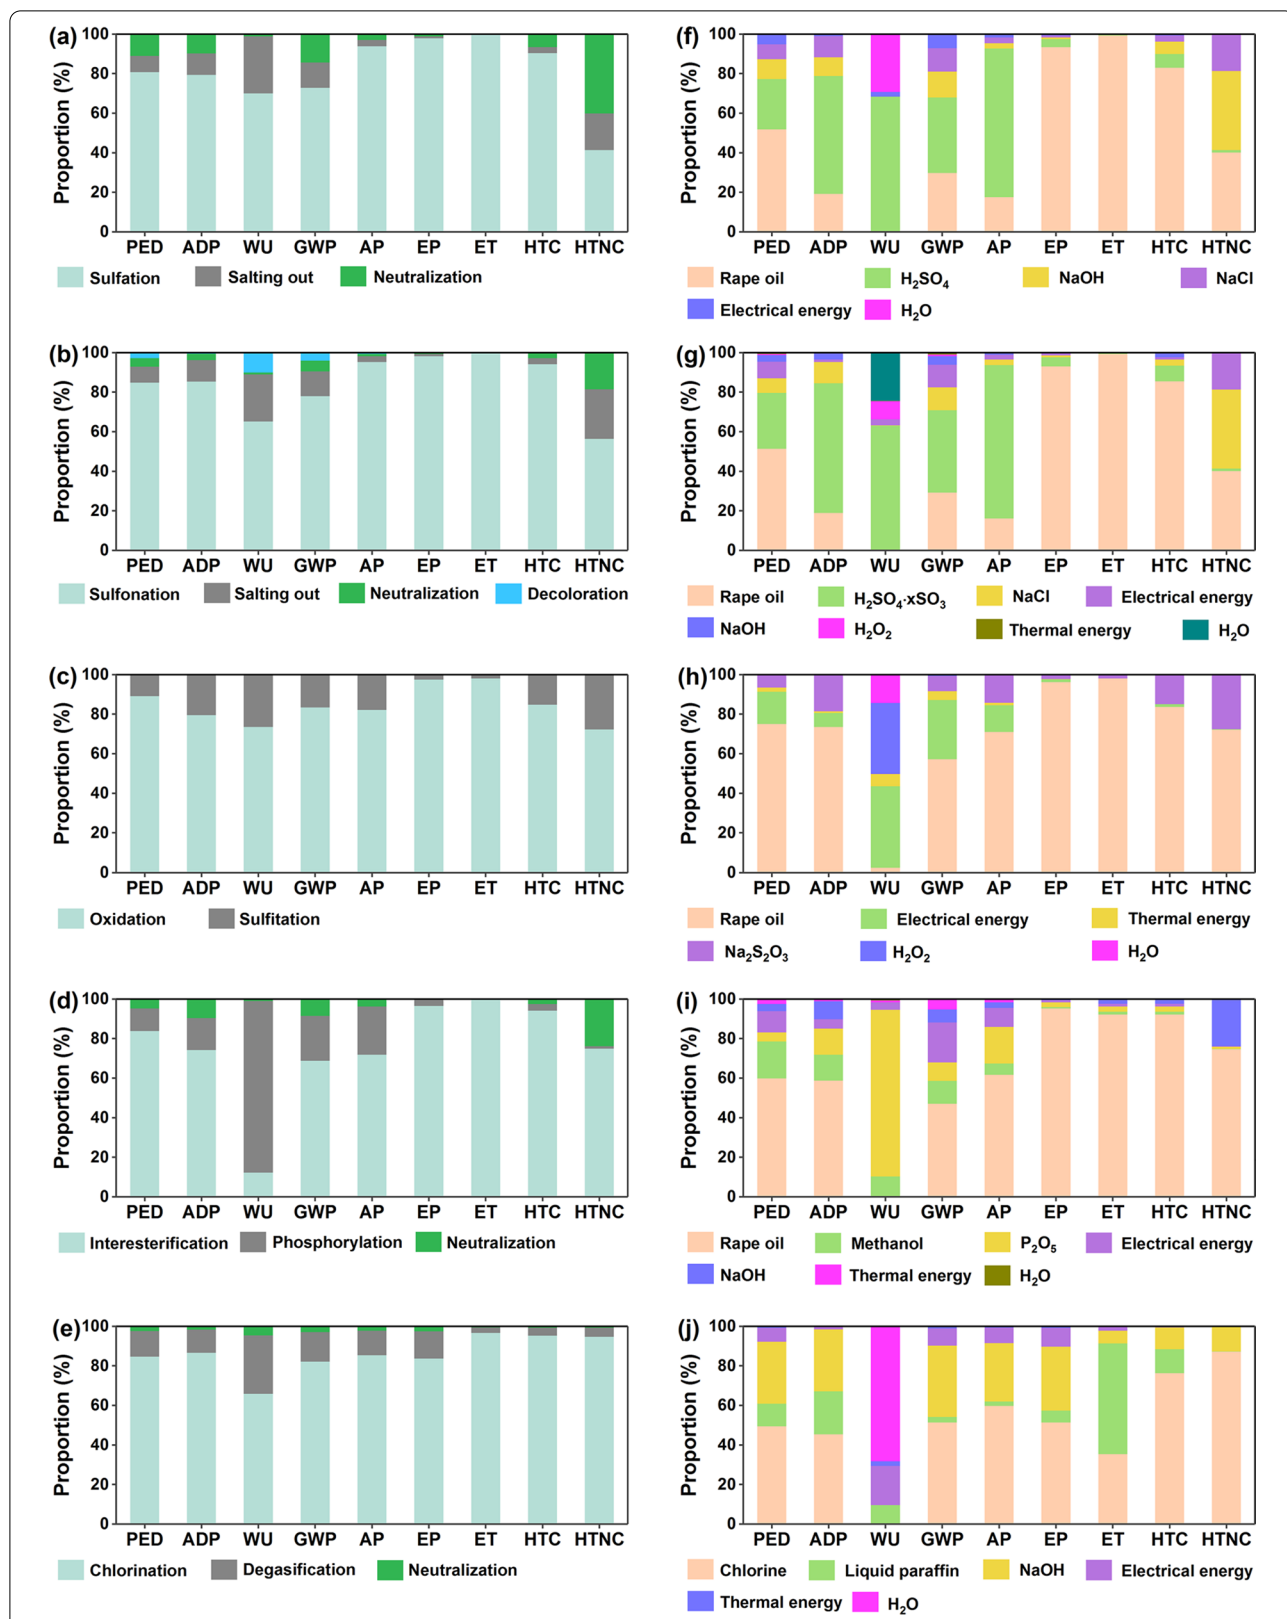 (a)
Proportion (%)
100
80
60
40
20
0
PED ADP WU GWP AP EP ET HTC HTNC
Sulfation Salting out Neutralization
(b)
Proportion (%)
100
80
60
40
20
0
PED ADP WU GWP AP EP ET HTC HTNC
Sulfonation Salting out Neutralization Decoloration
(c)
Proportion (%)
100
80
60
40
20
0
PED ADP WU GWP AP EP ET HTC HTNC
Oxidation Sulfitation
(d)
Proportion (%)
100
80
60
40
20
0
PED ADP WU GWP AP EP ET HTC HTNC
Interesterification Phosphorylation Neutralization
(e)
Proportion (%)
100
80
60
40
20
0
PED ADP WU GWP AP EP ET HTC HTNC
Chlorination Degasification Neutralization
(f)
Proportion (%)
100
80
60
40
20
0
PED ADP WU GWP AP EP ET HTC HTNC
Rape oil H₂SO₄ NaOH NaCl
Electrical energy H₂O
(g)
Proportion (%)
100
80
60
40
20
0
PED ADP WU GWP AP EP ET HTC HTNC
Rape oil H₂SO₄·xSO₃ NaCl Electrical energy
NaOH H₂O₂ Thermal energy H₂O
(h)
Proportion (%)
100
80
60
40
20
0
PED ADP WU GWP AP EP ET HTC HTNC
Rape oil Electrical energy Thermal energy
Na₂S₂O₃ H₂O₂ H₂O
(i)
Proportion (%)
100
80
60
40
20
0
PED ADP WU GWP AP EP ET HTC HTNC
Rape oil Methanol P₂O₅ Electrical energy
NaOH Thermal energy H₂O
(j)
Proportion (%)
100
80
60
40
20
0
PED ADP WU GWP AP EP ET HTC HTNC
Chlorine Liquid paraffin NaOH Electrical energy
Thermal energy H₂O